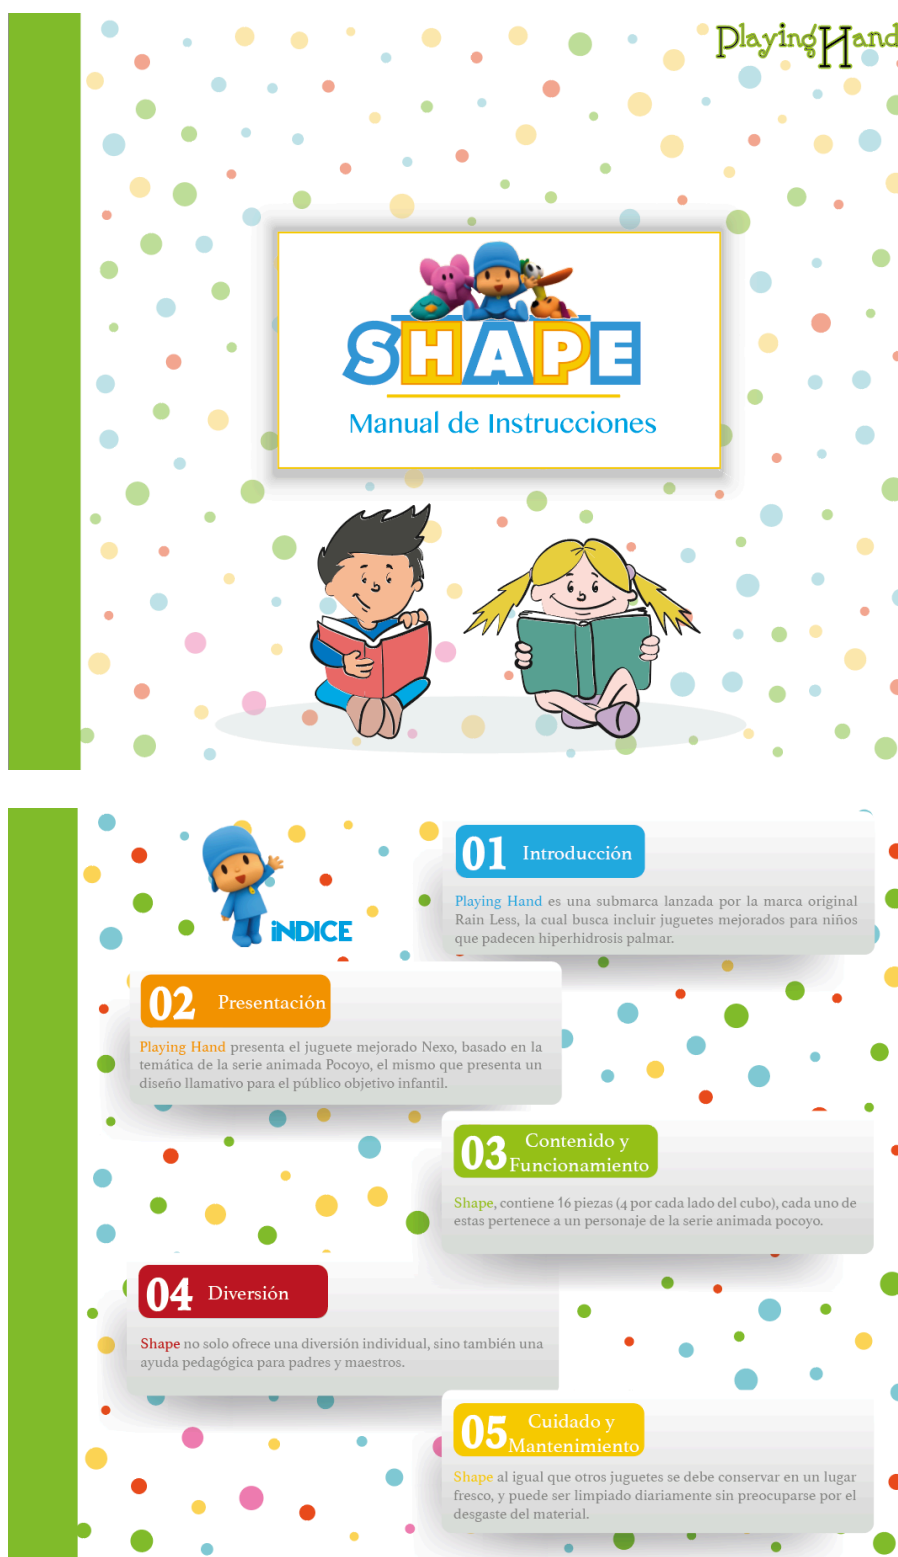 PlayingHand
SHAPE
Manual de Instrucciones
ÍNDICE
01 Introducción
Playing Hand es una submarca lanzada por la marca original
Rain Less, la cual busca incluir juguetes mejorados para niños
que padecen hiperhidrosis palmar.
02 Presentación
Playing Hand presenta el juguete mejorado Nexo, basado en la
temática de la serie animada Pocoyo, el mismo que presenta un
diseño llamativo para el público objetivo infantil.
03 Contenido y
Funcionamiento
Shape, contiene 16 piezas (4 por cada lado del cubo), cada uno de
estas pertenece a un personaje de la serie animada pocoyo.
04 Diversión
Shape no solo ofrece una diversión individual, sino también una
ayuda pedagógica para padres y maestros.
05 Cuidado y
Mantenimiento
Shape al igual que otros juguetes se debe conservar en un lugar
fresco, y puede ser limpiado diariamente sin preocuparse por el
desgaste del material.